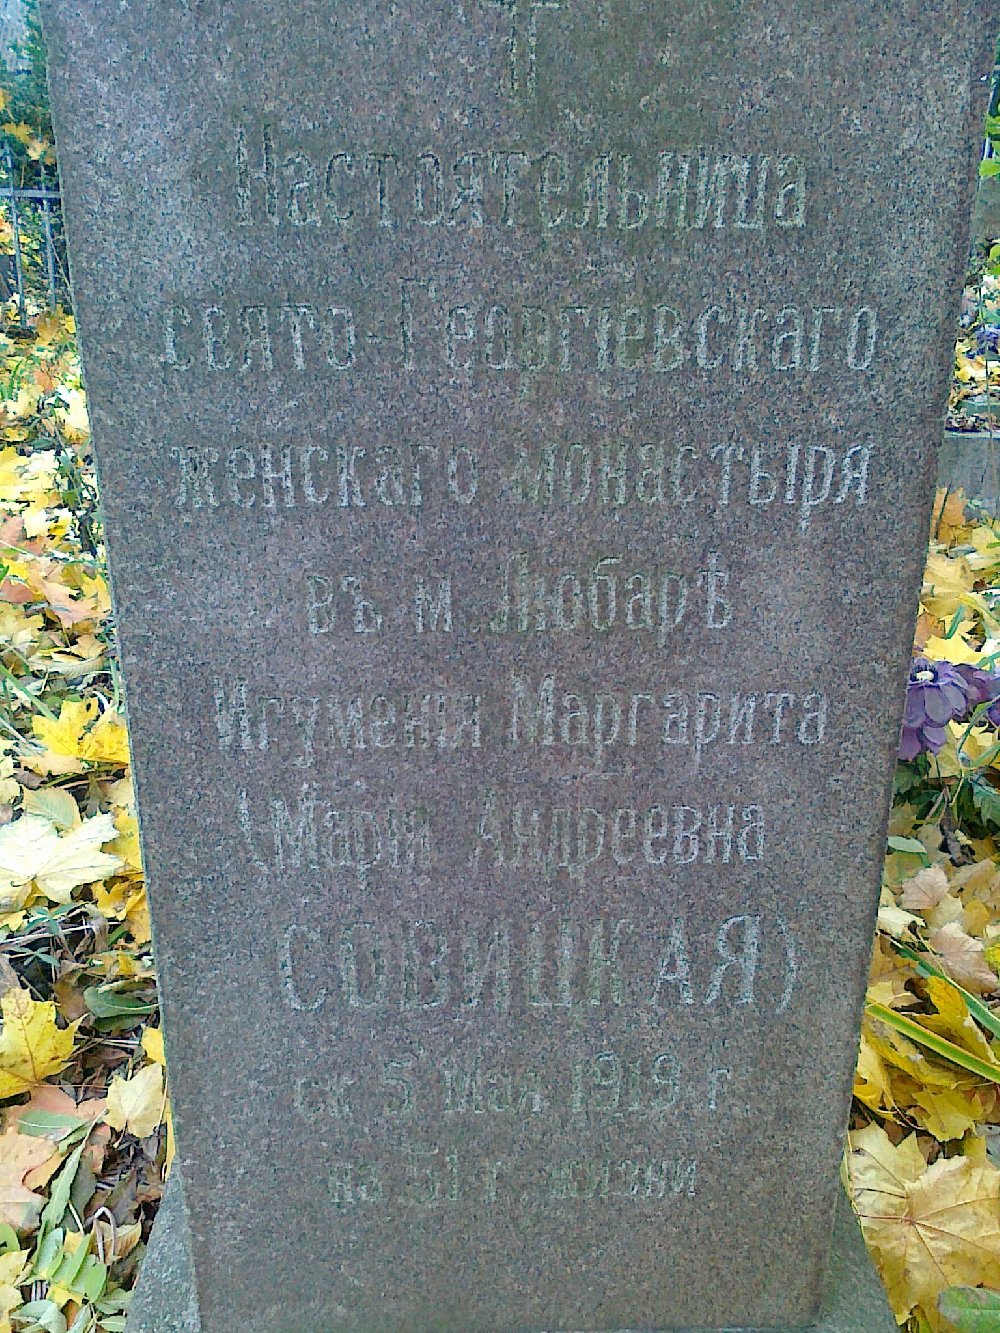 Настоятельница
свято-Георгіевскаго
женскаго монастыря
въ м. Любарѣ
Игуменія Маргарита
(Марія Андреевна
СОВИЦКАЯ)
ск 5 Мая 1919 г.
на 51 г. жизни